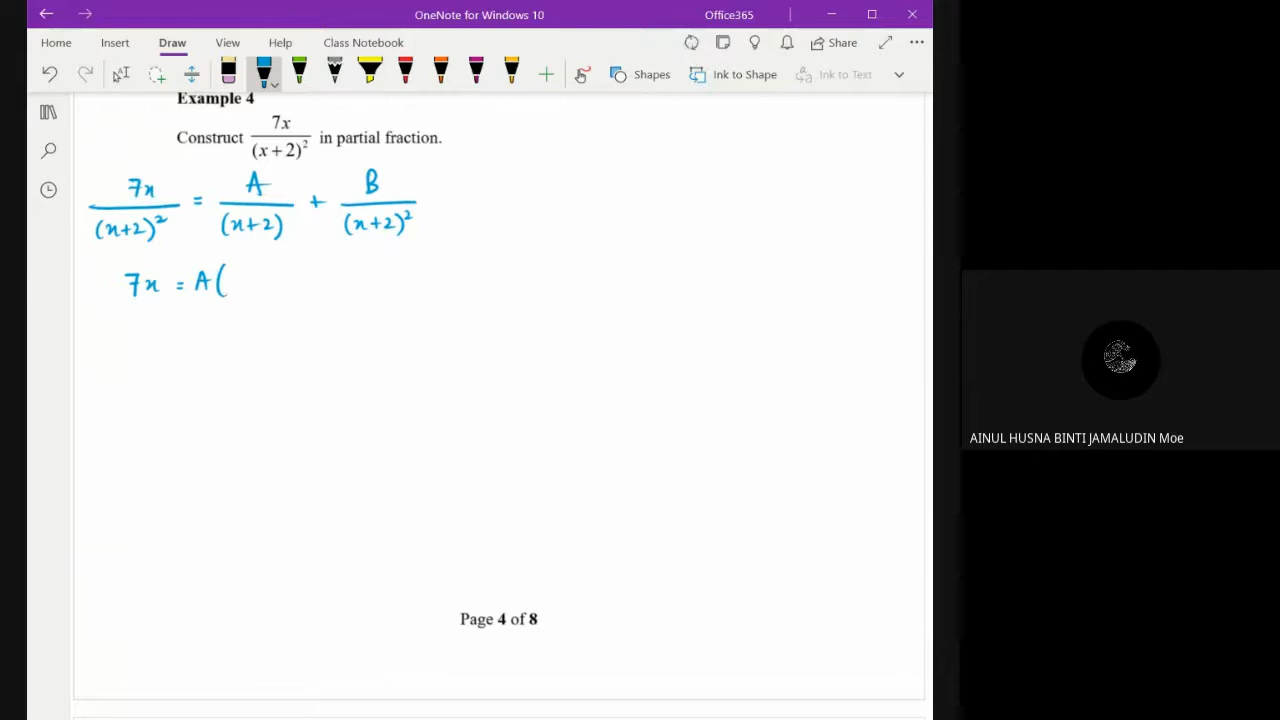 OneNote for Windows 10
Office365
Home Insert Draw View Help Class Notebook Share
Shapes Ink to Shape Ink to Text
Example 4
Construct 7x/(x+2)² in partial fraction.
7x/(x+2)² = A/(x+2) + B/(x+2)²
7x = A(
AINUL HUSNA BINTI JAMALUDIN Moe
Page 4 of 8